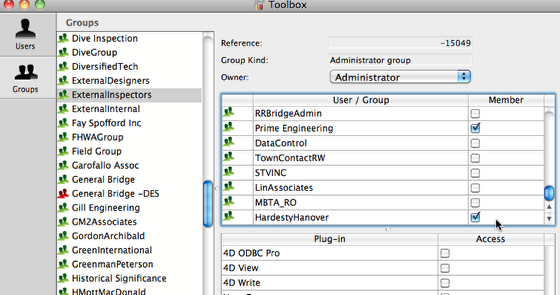 Toolbox
Users
Groups
Groups
Dive Inspection
DiveGroup
DiversifiedTech
ExternalDesigners
ExternalInspectors
ExternalInternal
Fay Spofford Inc
FHWAGroup
Field Group
Garofallo Assoc
General Bridge
General Bridge -DES
Gill Engineering
GM2Associates
GordonArchibald
GreenInternational
GreenmanPeterson
Historical Significance
HMottMacDonald
Reference: -15049
Group Kind: Administrator group
Owner: Administrator
User / Group Member
RRBridgeAdmin
Prime Engineering
DataControl
TownContactRW
STVINC
LinAssociates
MBTA_RO
HardestyHanover
Plug-in Access
4D ODBC Pro
4D View
4D Write